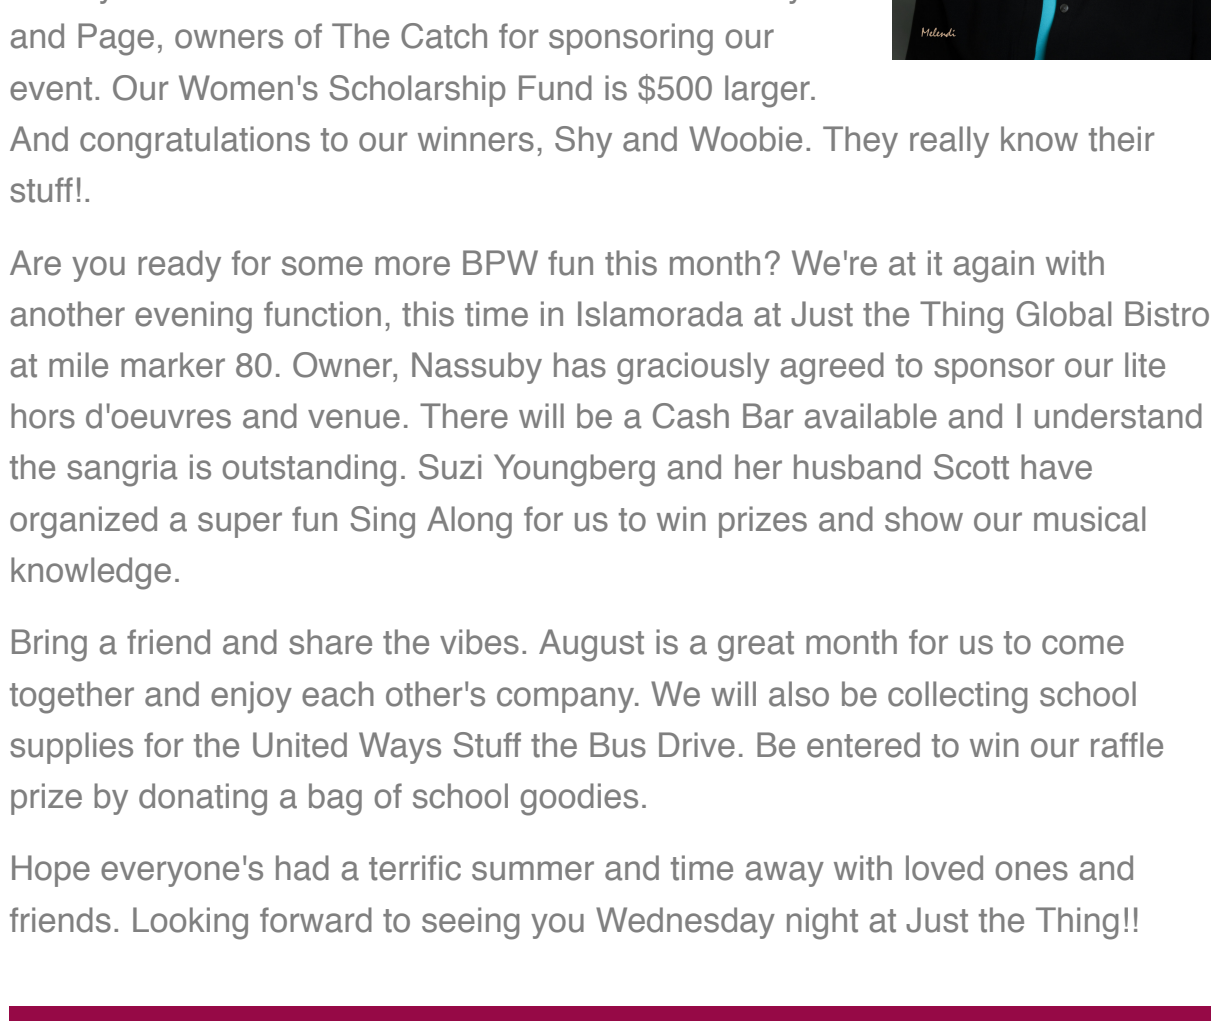 and Page, owners of The Catch for sponsoring our
Melendi
event. Our Women's Scholarship Fund is $500 larger.
And congratulations to our winners, Shy and Woobie. They really know their
stuff!.
Are you ready for some more BPW fun this month? We're at it again with
another evening function, this time in Islamorada at Just the Thing Global Bistro
at mile marker 80. Owner, Nassuby has graciously agreed to sponsor our lite
hors d'oeuvres and venue. There will be a Cash Bar available and I understand
the sangria is outstanding. Suzi Youngberg and her husband Scott have
organized a super fun Sing Along for us to win prizes and show our musical
knowledge.
Bring a friend and share the vibes. August is a great month for us to come
together and enjoy each other's company. We will also be collecting school
supplies for the United Ways Stuff the Bus Drive. Be entered to win our raffle
prize by donating a bag of school goodies.
Hope everyone's had a terrific summer and time away with loved ones and
friends. Looking forward to seeing you Wednesday night at Just the Thing!!